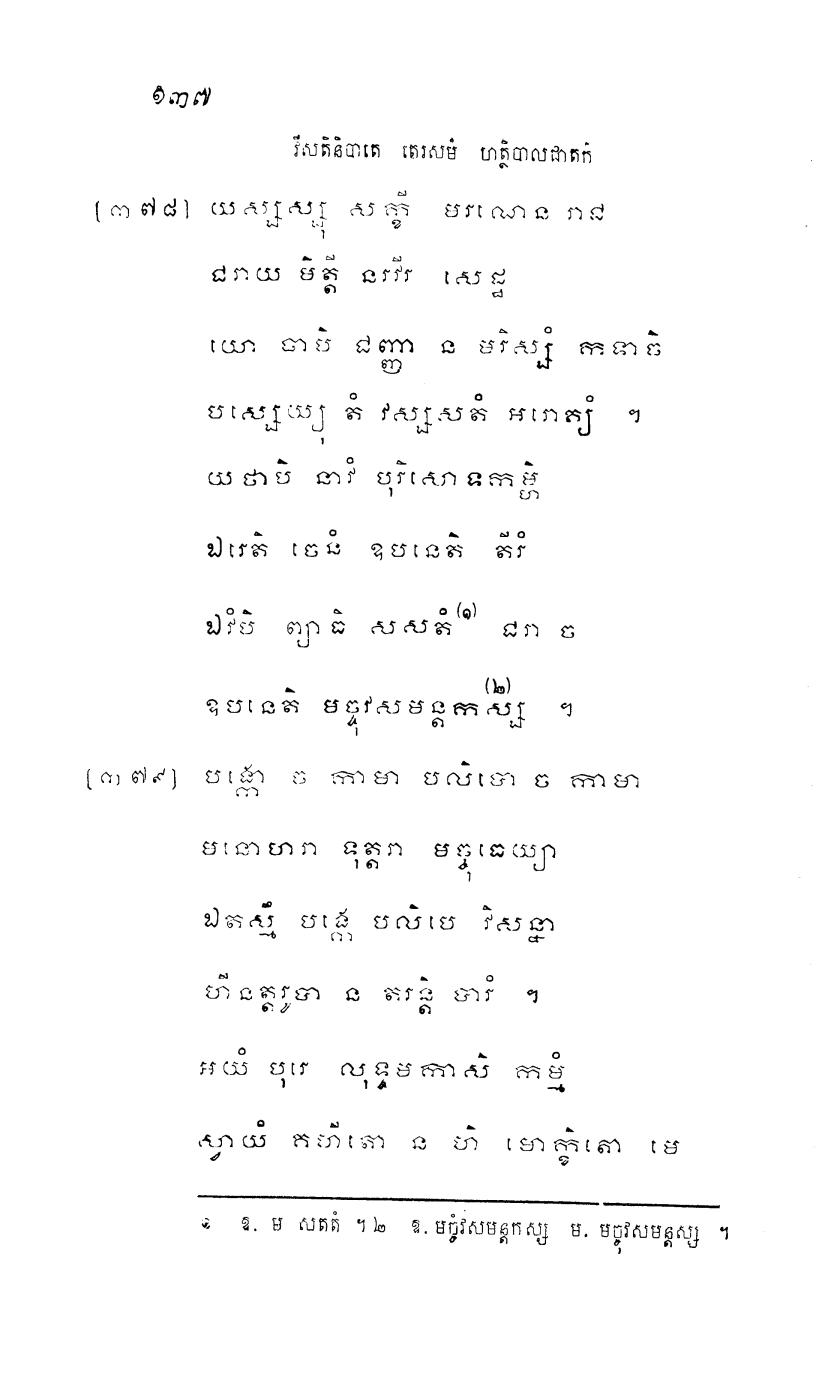 ១៣៧
វីសតិនិបាតេ តេរសមំ ហត្ថិបាលជាតកំ
[៣៧៨] យស្សស្សុ សក្ខី មរណេន រាជ
ជរាយ មិត្តី នរវីរ សេដ្ឋ
យោ ចាបិ ជញ្ញា ន មរិស្សំ កទាចិ
បស្សេយ្យុ តំ វស្សសតំ អរោគ្យំ ។
យថាបិ នាវំ បុរិសោទកម្ហិ
ឯរេតិ ចេនំ ឧបនេតិ តីរំ
ឯវំបិ ព្យាធិ សសតំ(១) ជរា ច
ឧបនេតិ មច្ចុវសមន្តកស្ស(២) ។
[៣៧៩] បង្កោ ច កាមា បលិបោ ច កាមា
មនោហរា ទុត្តរា មច្ចុធេយ្យា
ឯតស្មឹ បង្កេ បលិបេ វិសន្នា
ហីនត្តរូបា ន តរន្តិ បារំ ។
អយំ បុរេ លុទ្ទមកាសិ កម្មំ
ស្វាយំ គហីតោ ន ហិ មោក្ខិតោ មេ
១ ឱ. ម សតតំ ។ ២ ឱ. មច្ចំវសមន្តកស្ស ម. មច្ចុវសមន្តស្ស ។